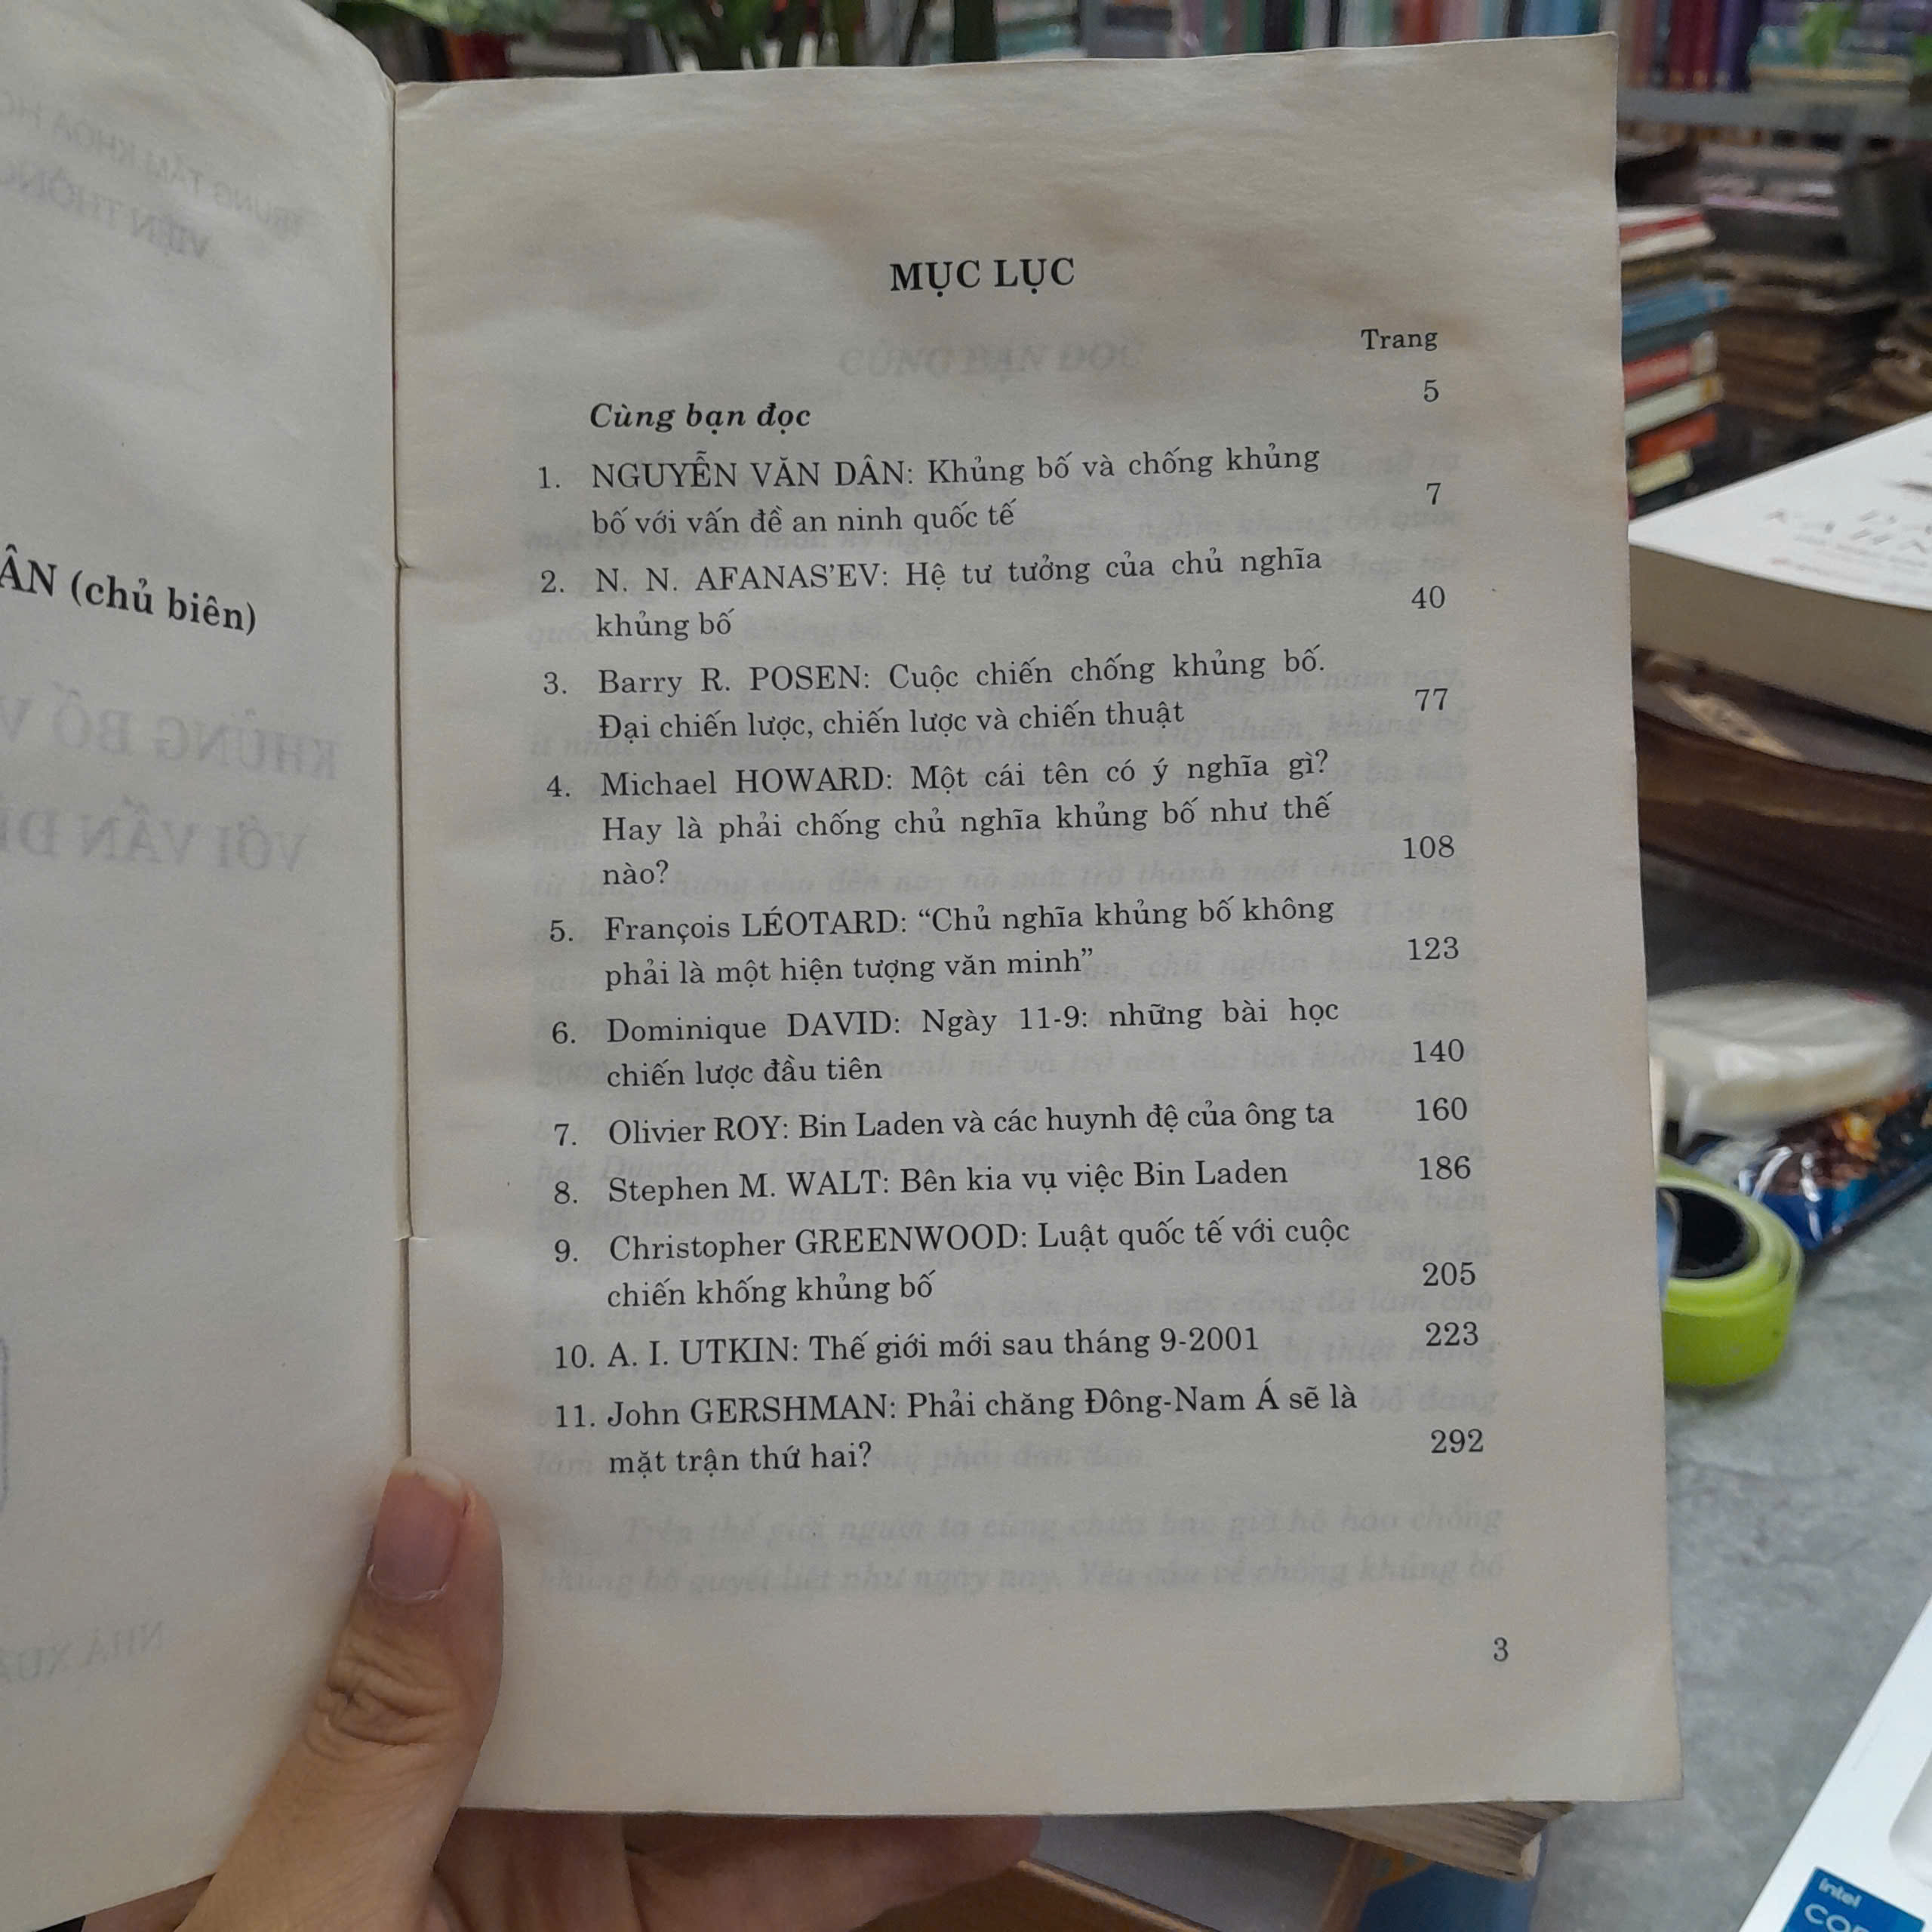 ÂN (chủ biên)
MỤC LỤC
Trang
Cùng bạn đọc 5
1. NGUYỄN VĂN DÂN: Khủng bố và chống khủng
bố với vấn đề an ninh quốc tế 7
2. N. N. AFANAS’EV: Hệ tư tưởng của chủ nghĩa
khủng bố 40
3. Barry R. POSEN: Cuộc chiến chống khủng bố.
Đại chiến lược, chiến lược và chiến thuật 77
4. Michael HOWARD: Một cái tên có ý nghĩa gì?
Hay là phải chống chủ nghĩa khủng bố như thế
nào? 108
5. François LÉOTARD: “Chủ nghĩa khủng bố không
phải là một hiện tượng văn minh” 123
6. Dominique DAVID: Ngày 11-9: những bài học
chiến lược đầu tiên 140
7. Olivier ROY: Bin Laden và các huynh đệ của ông ta 160
8. Stephen M. WALT: Bên kia vụ việc Bin Laden 186
9. Christopher GREENWOOD: Luật quốc tế với cuộc
chiến khống khủng bố 205
10. A. I. UTKIN: Thế giới mới sau tháng 9-2001 223
11. John GERSHMAN: Phải chăng Đông-Nam Á sẽ là
mặt trận thứ hai? 292
3
intel